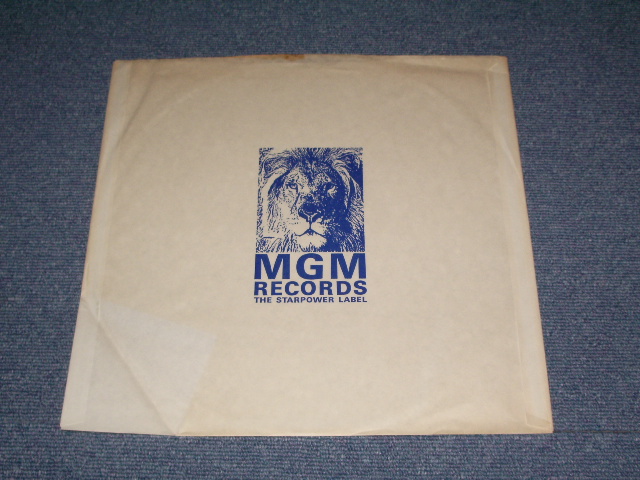 MGM
RECORDS
THE STARPOWER LABEL